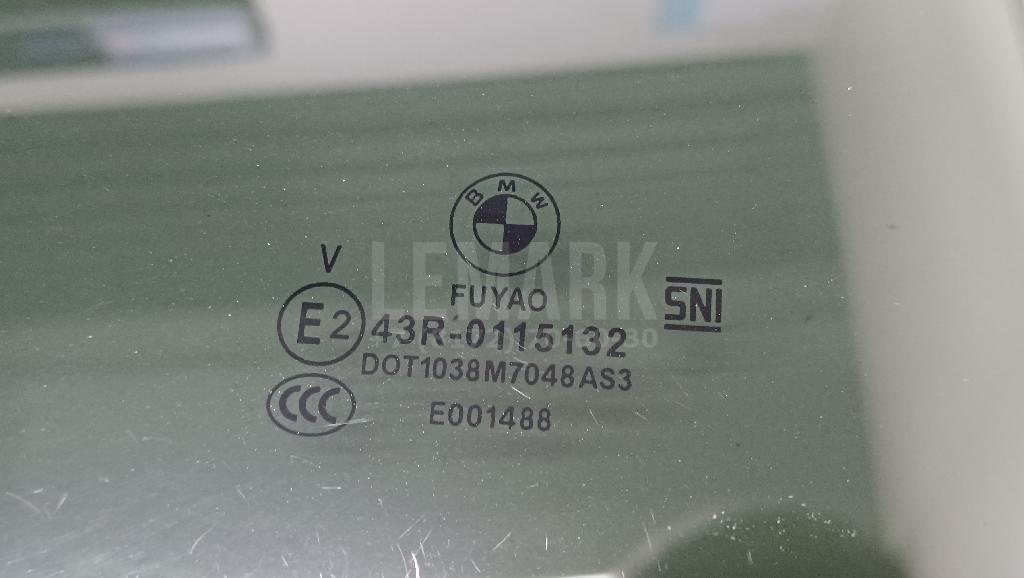 BMW
V
LEMARK
FUYAO
SNI
E2 43R-0115132
DOT1038M7048AS3
CCC
E001488